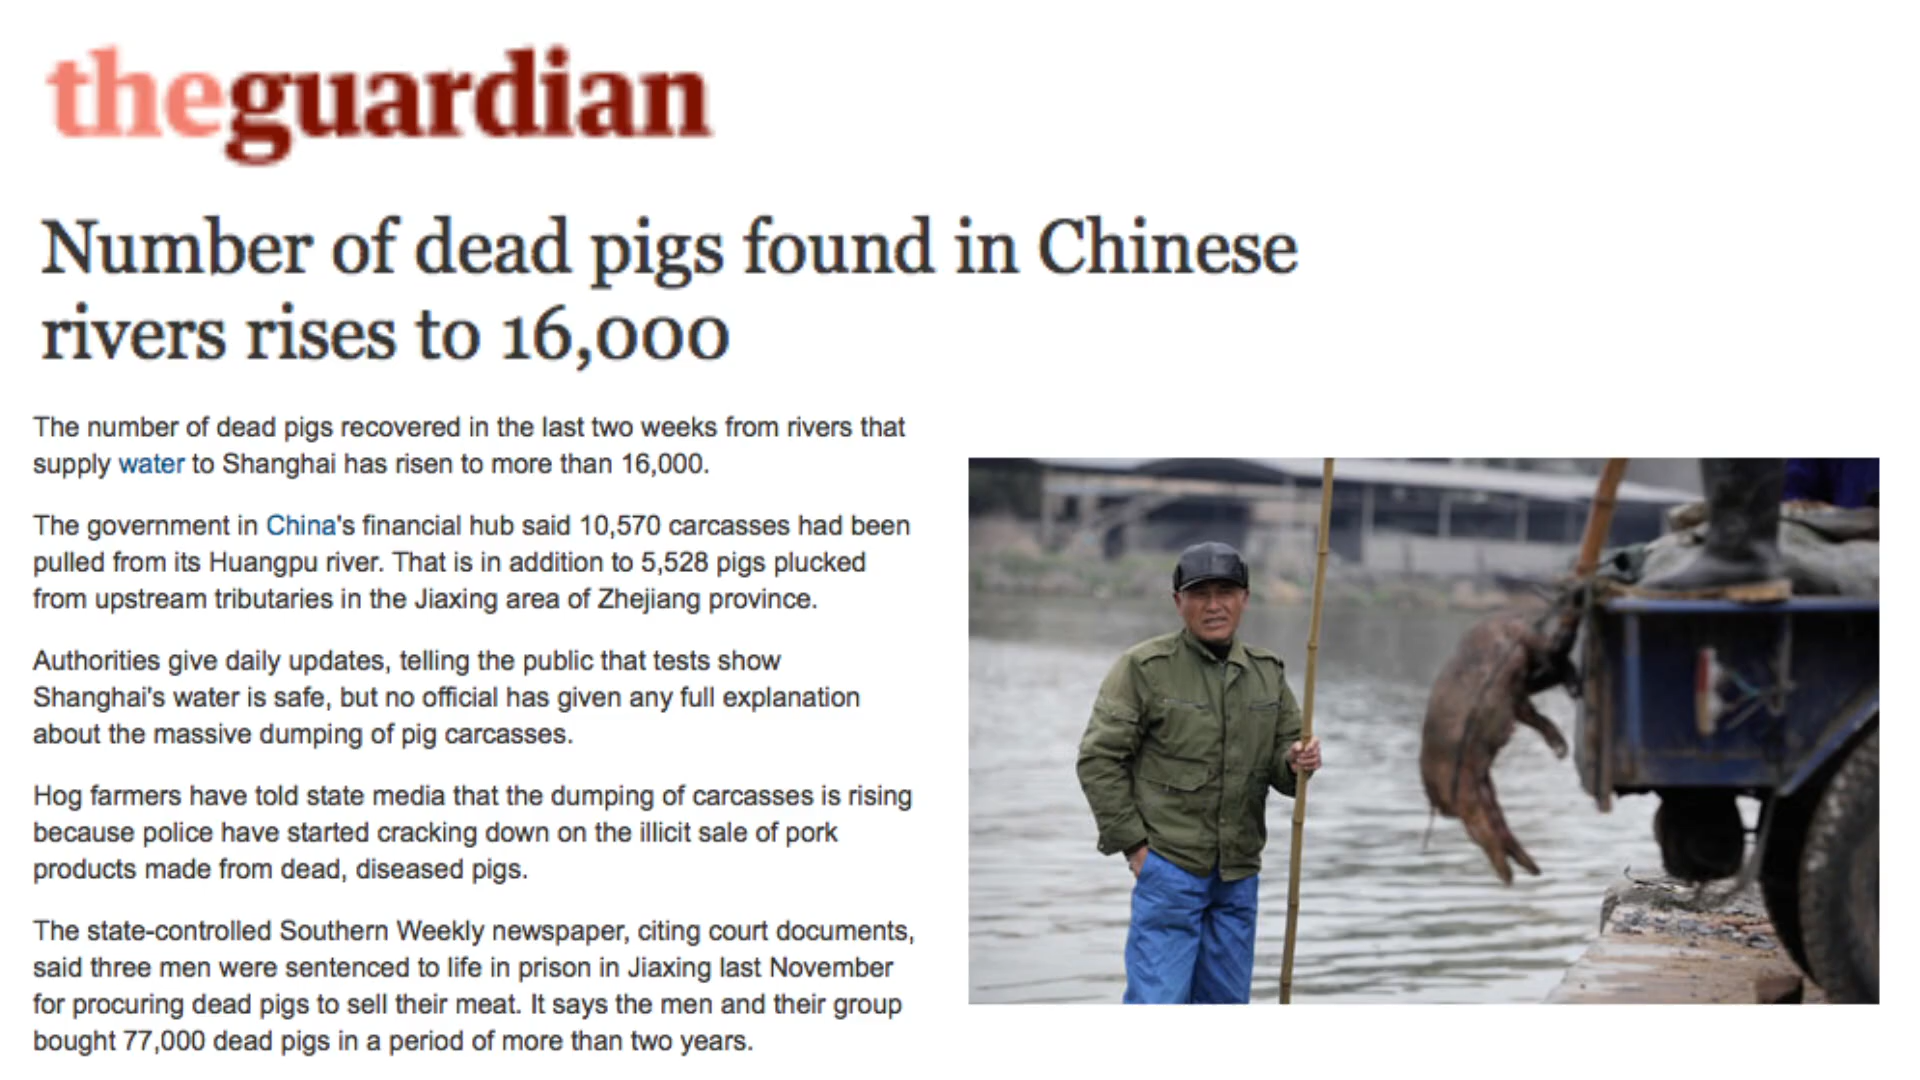 theguardian
Number of dead pigs found in Chinese
rivers rises to 16,000
The number of dead pigs recovered in the last two weeks from rivers that
supply water to Shanghai has risen to more than 16,000.
The government in China's financial hub said 10,570 carcasses had been
pulled from its Huangpu river. That is in addition to 5,528 pigs plucked
from upstream tributaries in the Jiaxing area of Zhejiang province.
Authorities give daily updates, telling the public that tests show
Shanghai's water is safe, but no official has given any full explanation
about the massive dumping of pig carcasses.
Hog farmers have told state media that the dumping of carcasses is rising
because police have started cracking down on the illicit sale of pork
products made from dead, diseased pigs.
The state-controlled Southern Weekly newspaper, citing court documents,
said three men were sentenced to life in prison in Jiaxing last November
for procuring dead pigs to sell their meat. It says the men and their group
bought 77,000 dead pigs in a period of more than two years.